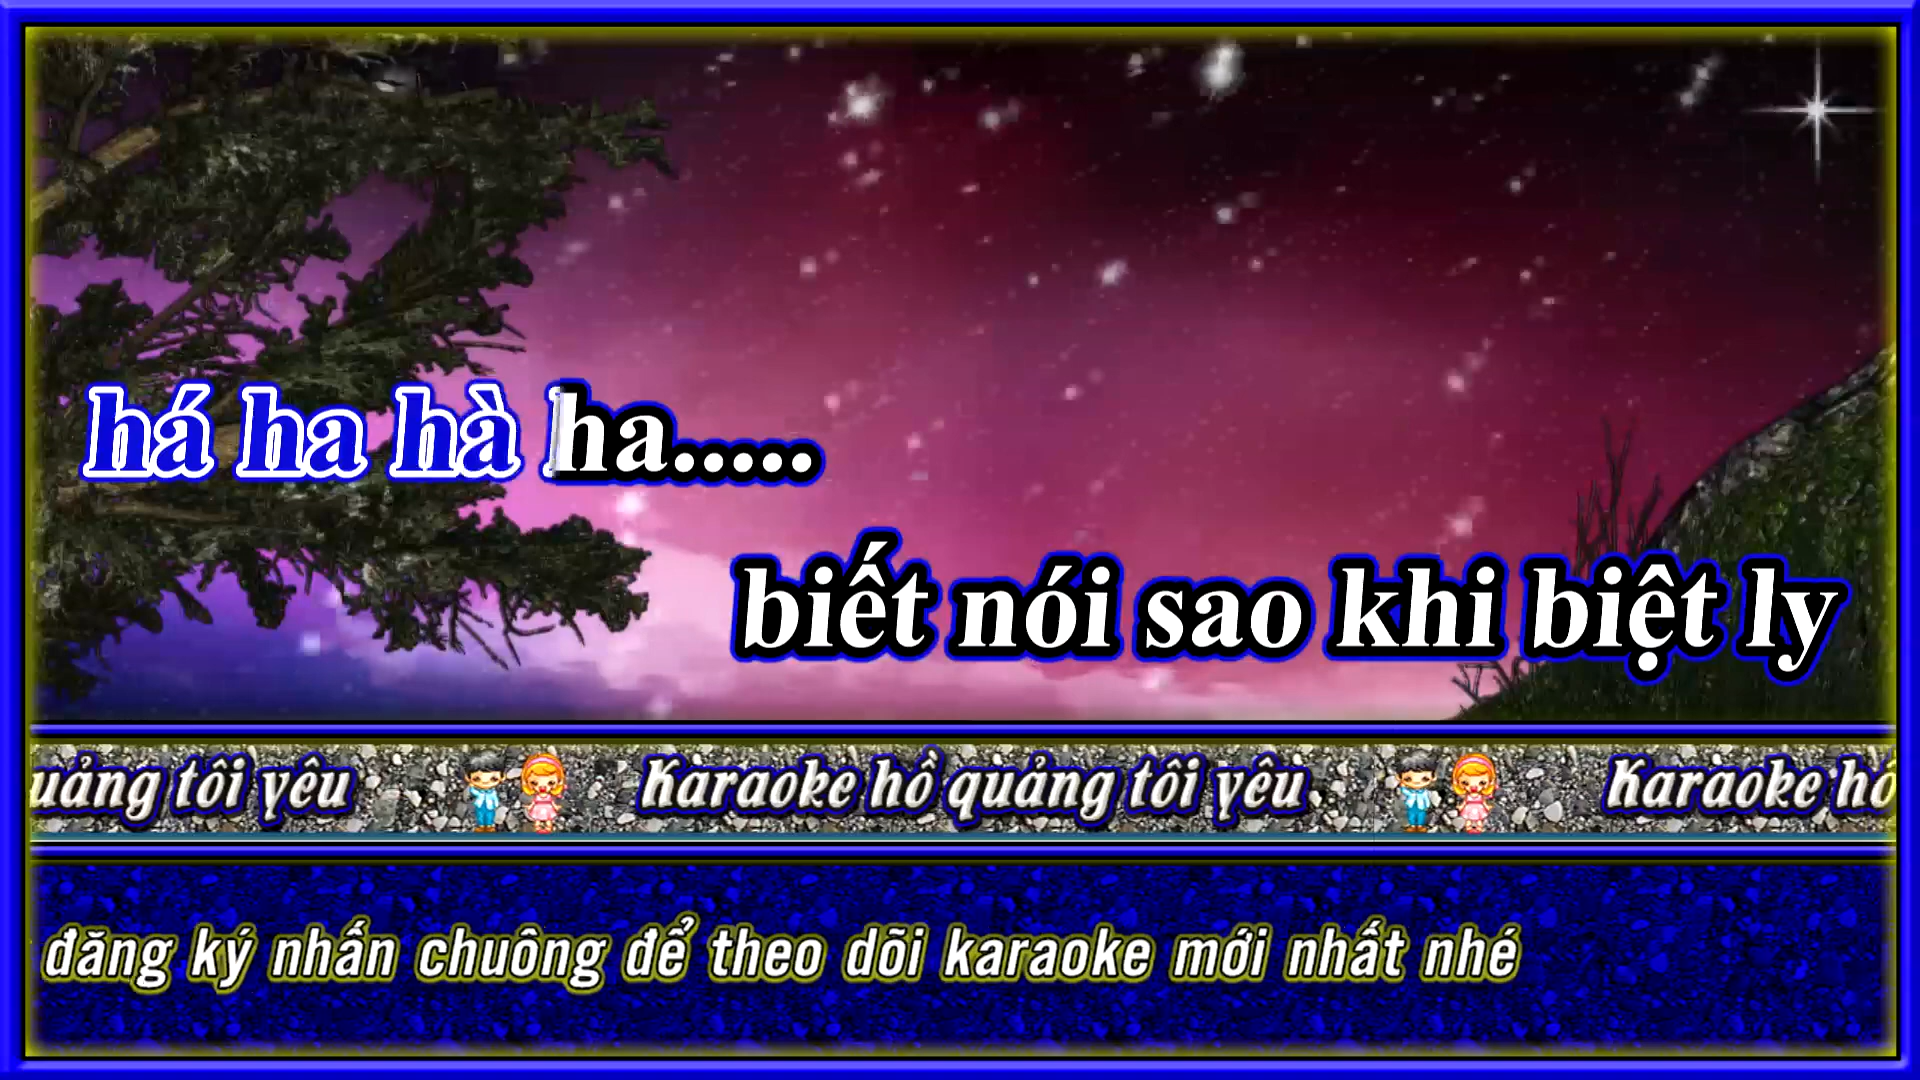 há ha hà ha.....
biết nói sao khi biệt ly
uảng tôi yêu Karaoke hồ quảng tôi yêu Karaoke hồ
đăng ký nhấn chuông để theo dõi karaoke mới nhất nhé